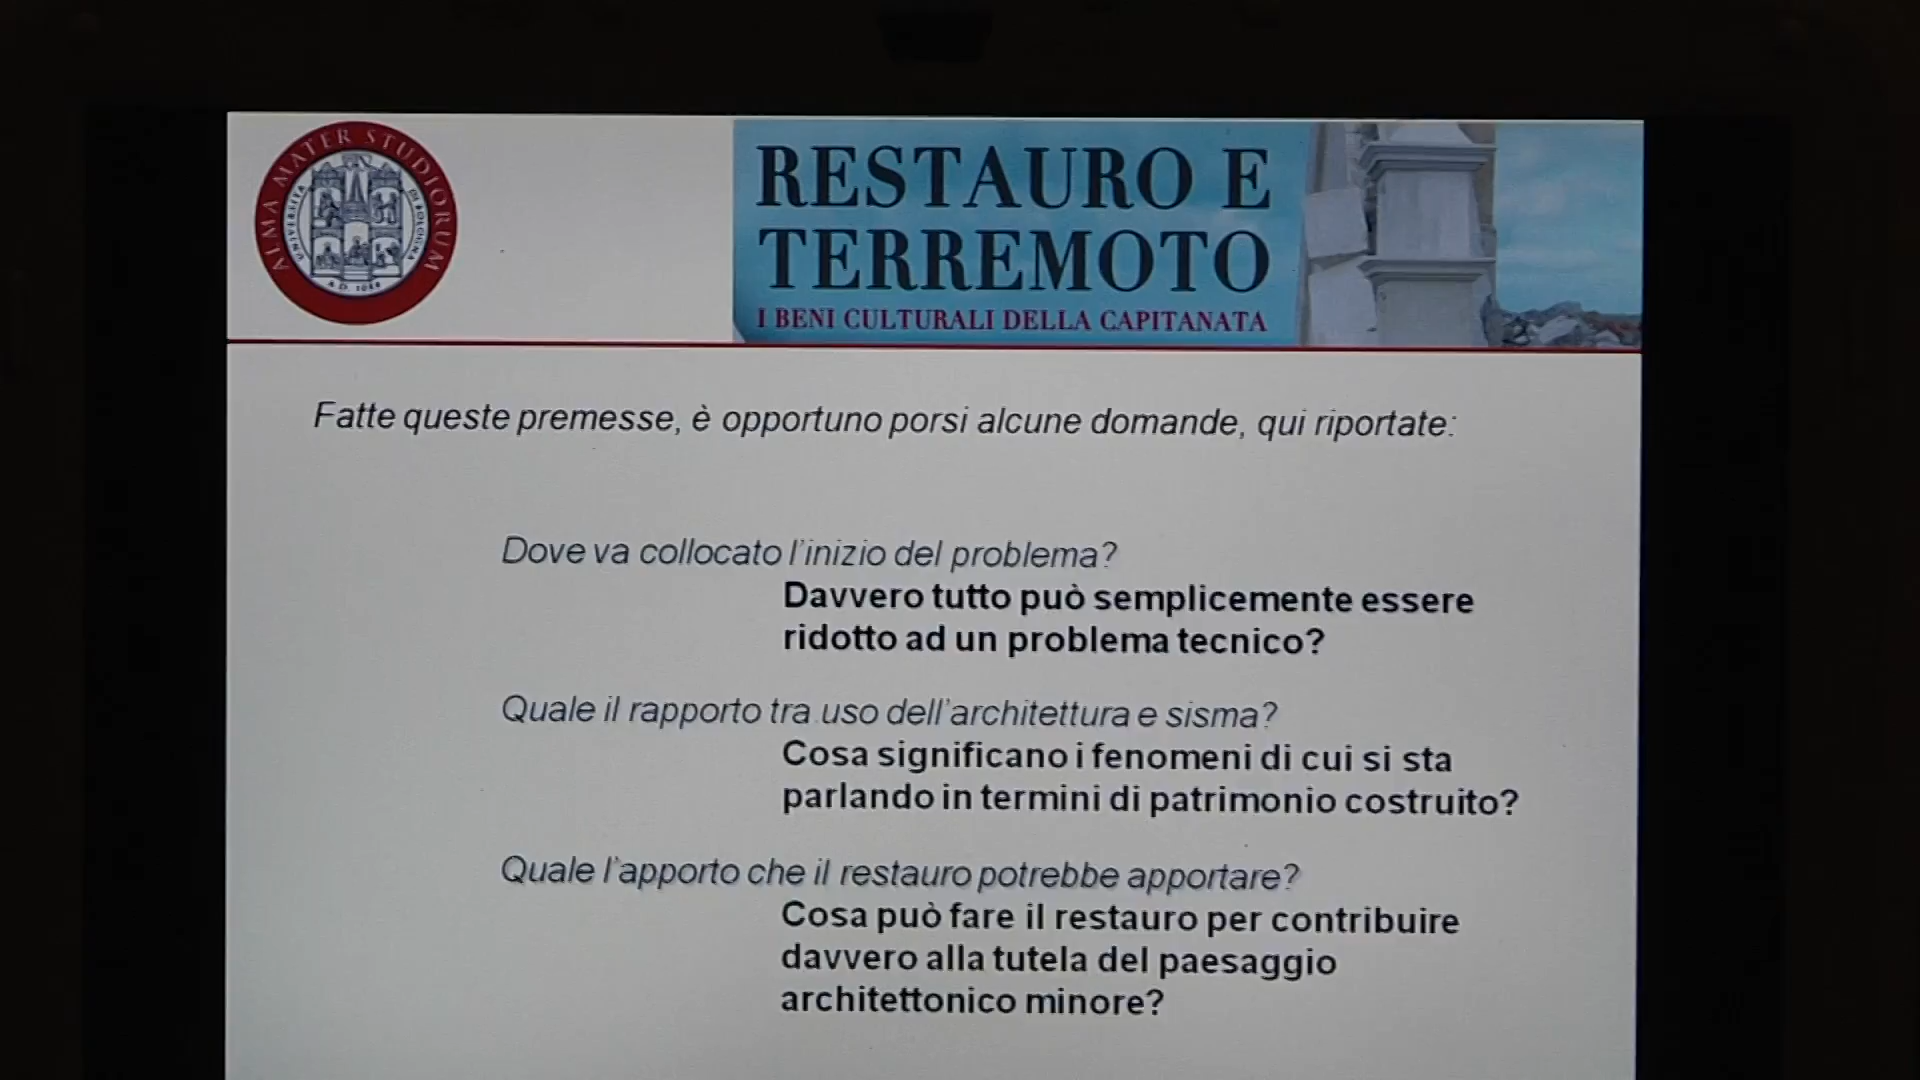 ALMA MATER STUDIORUM
UNIVERSITÀ DI BOLOGNA
A.D. 1088
RESTAURO E
TERREMOTO
I BENI CULTURALI DELLA CAPITANATA
Fatte queste premesse, è opportuno porsi alcune domande, qui riportate:
Dove va collocato l'inizio del problema?
Davvero tutto può semplicemente essere
ridotto ad un problema tecnico?
Quale il rapporto tra uso dell'architettura e sisma?
Cosa significano i fenomeni di cui si sta
parlando in termini di patrimonio costruito?
Quale l'apporto che il restauro potrebbe apportare?
Cosa può fare il restauro per contribuire
davvero alla tutela del paesaggio
architettonico minore?